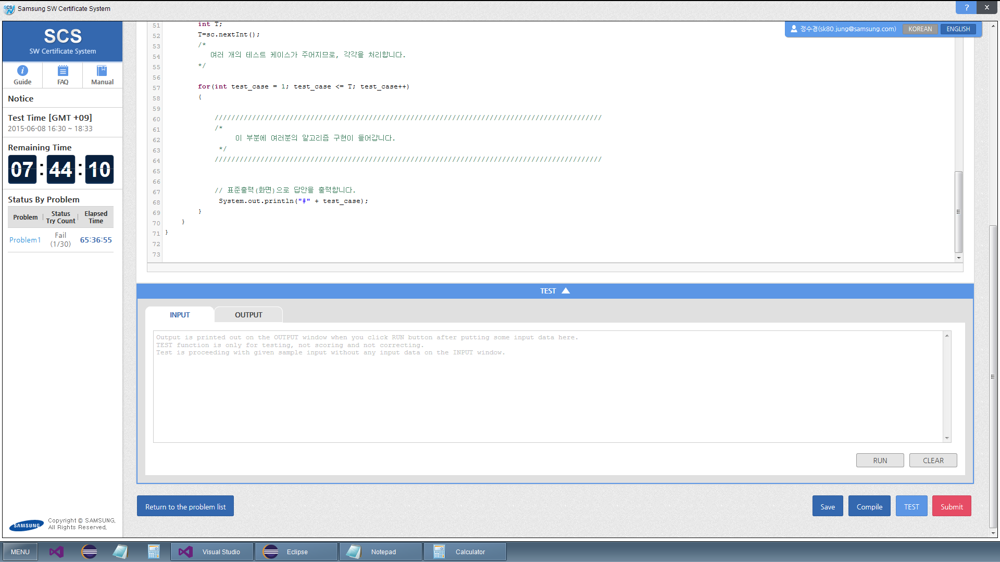 SCS
Samsung SW Certificate System
?
X
SCS
SW Certificate System
Guide
FAQ
Manual
Notice
Test Time [GMT +09]
2015-06-08 16:30 ~ 18:33
Remaining Time
07:44:10
Status By Problem
Problem
Status Try Count
Elapsed Time
Problem1
Fail (1/30)
65:36:55
Copyright © SAMSUNG.
All Rights Reserved.
SAMSUNG
정수경(sk80.jung@samsung.com)
KOREAN
ENGLISH
51 int T;
52 T=sc.nextInt();
53 /*
54 여러 개의 테스트 케이스가 주어지므로, 각각을 처리합니다.
55 */
56
57 for(int test_case = 1; test_case <= T; test_case++)
58 {
59
60 ///////////////////////////////////////////////////////////////////////////////////////////////
61 /*
62 이 부분에 여러분의 알고리즘 구현이 들어갑니다.
63 */
64 ///////////////////////////////////////////////////////////////////////////////////////////////
65
66
67 // 표준출력(화면)으로 답안을 출력합니다.
68 System.out.println("#" + test_case);
69 }
70 }
71 }
72
73
TEST
INPUT
OUTPUT
Output is printed out on the OUTPUT window when you click RUN button after putting some input data here.
TEST function is only for testing, not scoring and not correcting.
Test is proceeding with given sample input without any input data on the INPUT window.
RUN
CLEAR
Return to the problem list
Save
Compile
TEST
Submit
MENU
Visual Studio
Eclipse
Notepad
Calculator